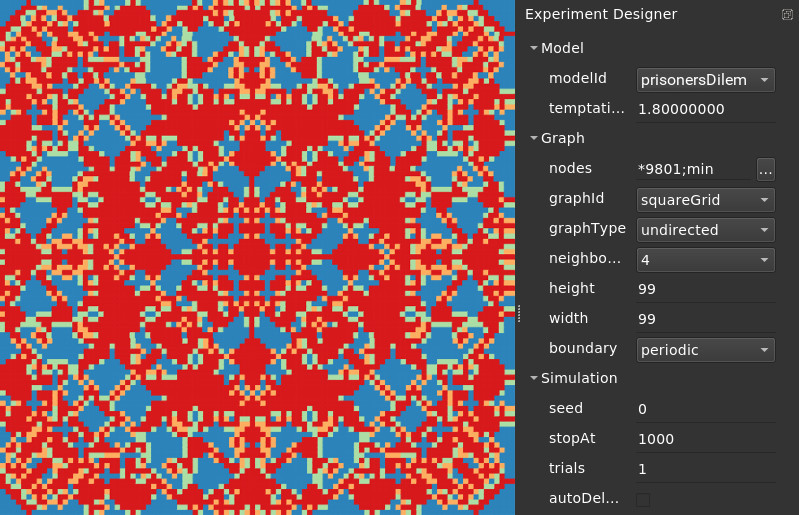 Experiment Designer
Model
modelId prisonersDilem
temptati... 1.80000000
Graph
nodes *9801;min ...
graphId squareGrid
graphType undirected
neighbo... 4
height 99
width 99
boundary periodic
Simulation
seed 0
stopAt 1000
trials 1
autoDel...